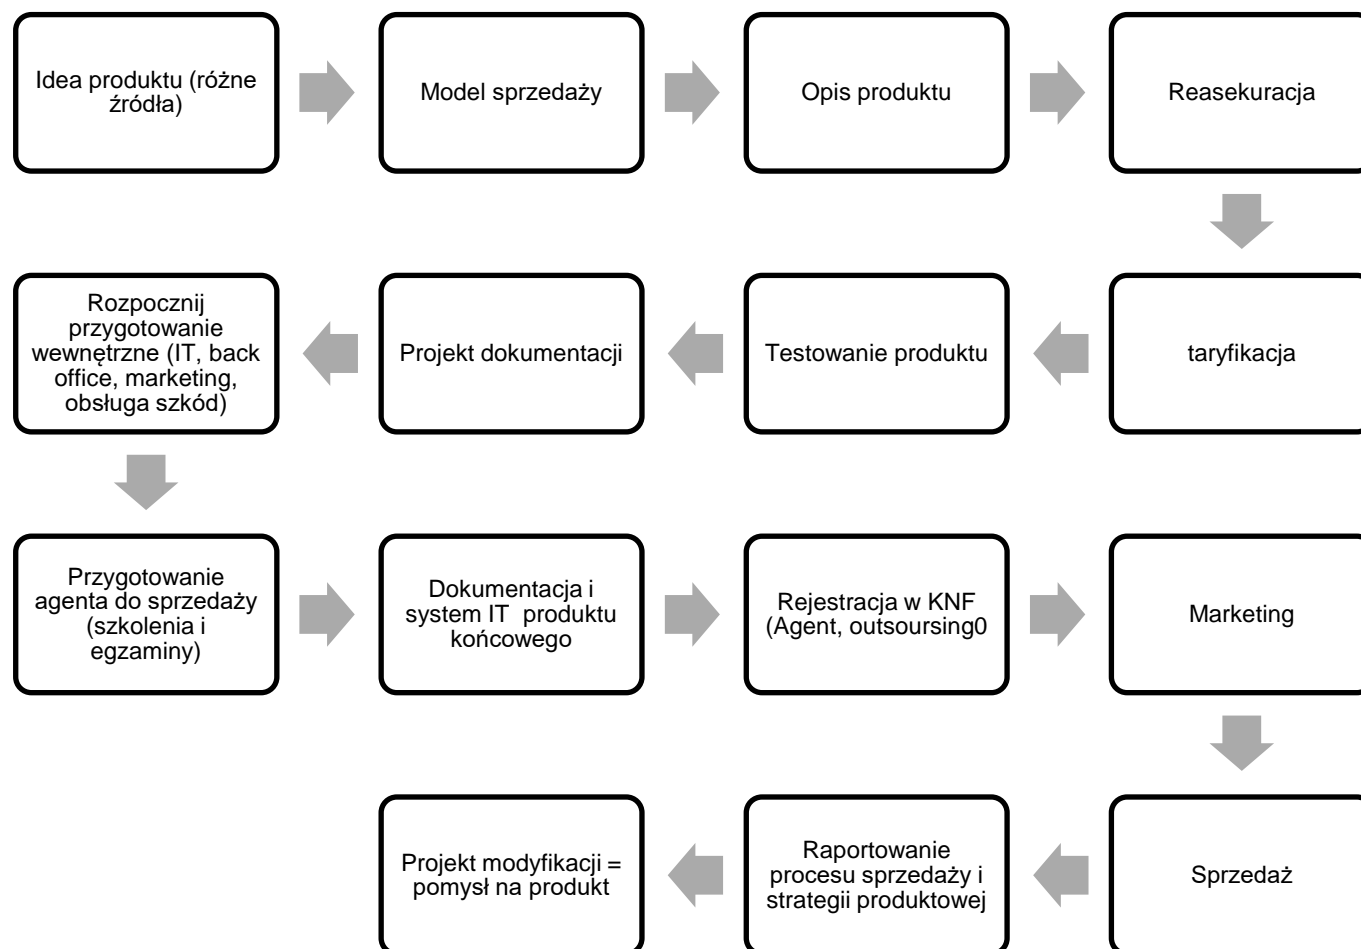 Idea produktu (różne
źródła)
Model sprzedaży
Opis produktu
Reasekuracja
taryfikacja
Testowanie produktu
Projekt dokumentacji
Rozpocznij
przygotowanie
wewnętrzne (IT, back
office, marketing,
obsługa szkód)
Przygotowanie
agenta do sprzedaży
(szkolenia i
egzaminy)
Dokumentacja i
system IT  produktu
końcowego
Rejestracja w KNF
(Agent, outsoursing0
Marketing
Sprzedaż
Raportowanie
procesu sprzedaży i
strategii produktowej
Projekt modyfikacji =
pomysł na produkt